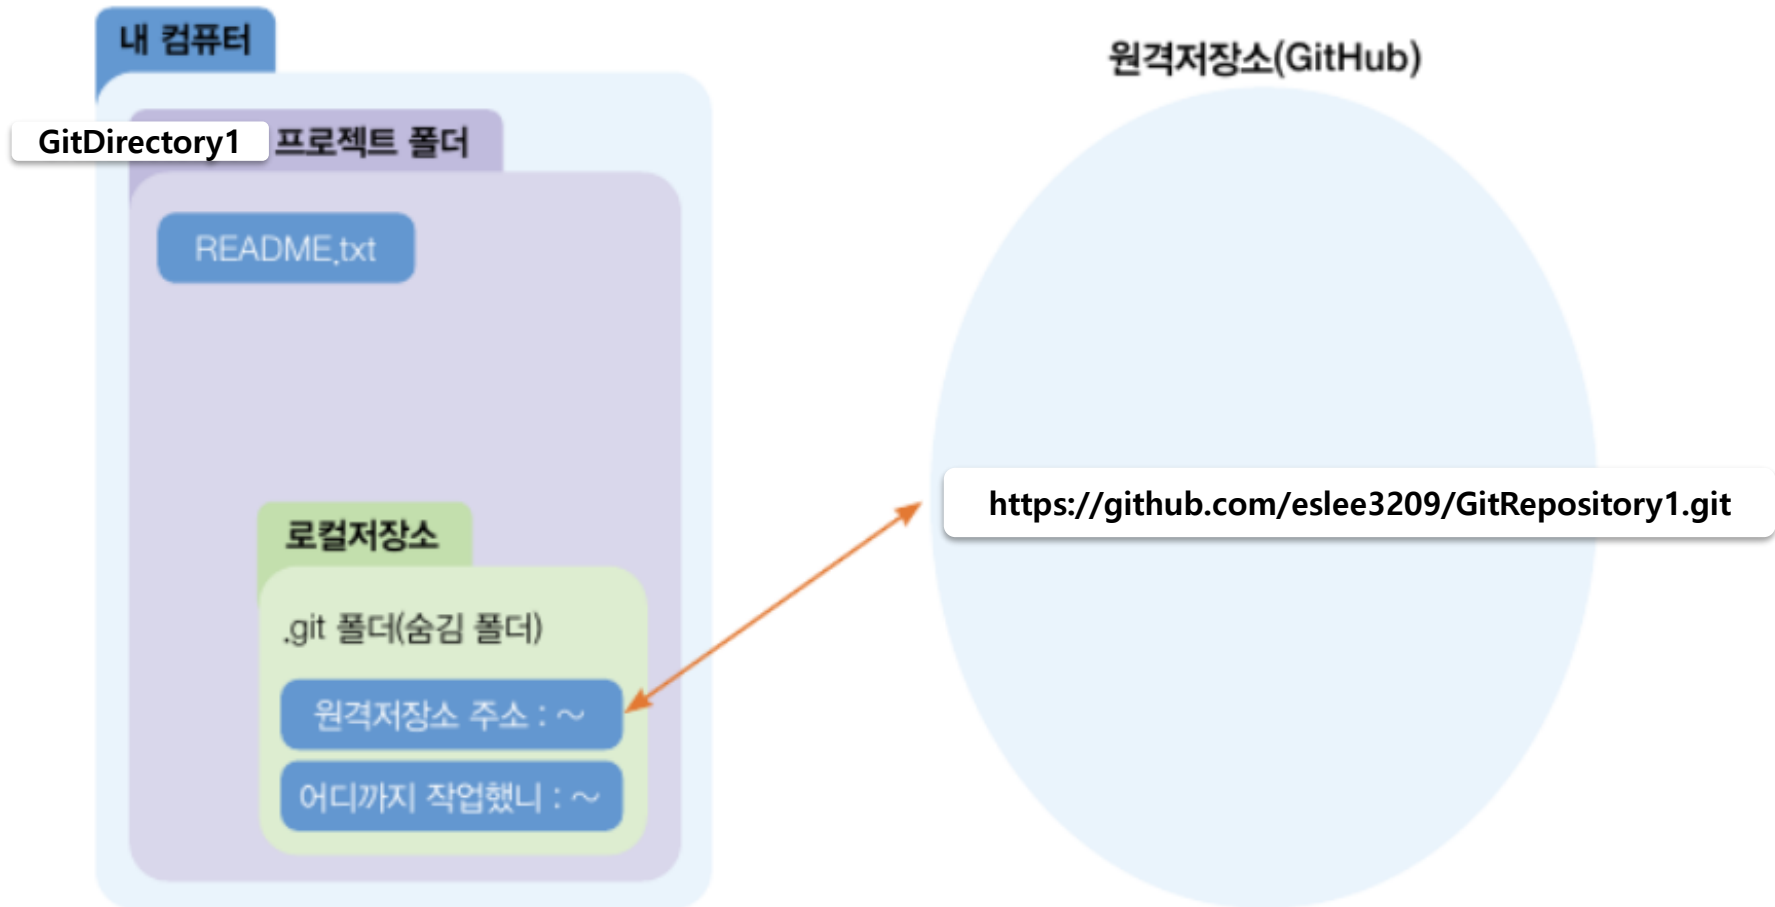 내 컴퓨터
원격저장소(GitHub)
GitDirectory1 프로젝트 폴더
README.txt
https://github.com/eslee3209/GitRepository1.git
로컬저장소
.git 폴더(숨김 폴더)
원격저장소 주소 : ~
어디까지 작업했니 : ~